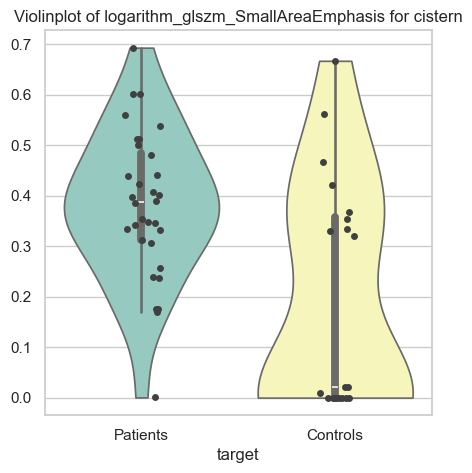 Violinplot of logarithm_glszm_SmallAreaEmphasis for cistern
0.7
0.6
0.5
0.4
0.3
0.2
0.1
0.0
Patients Controls
target